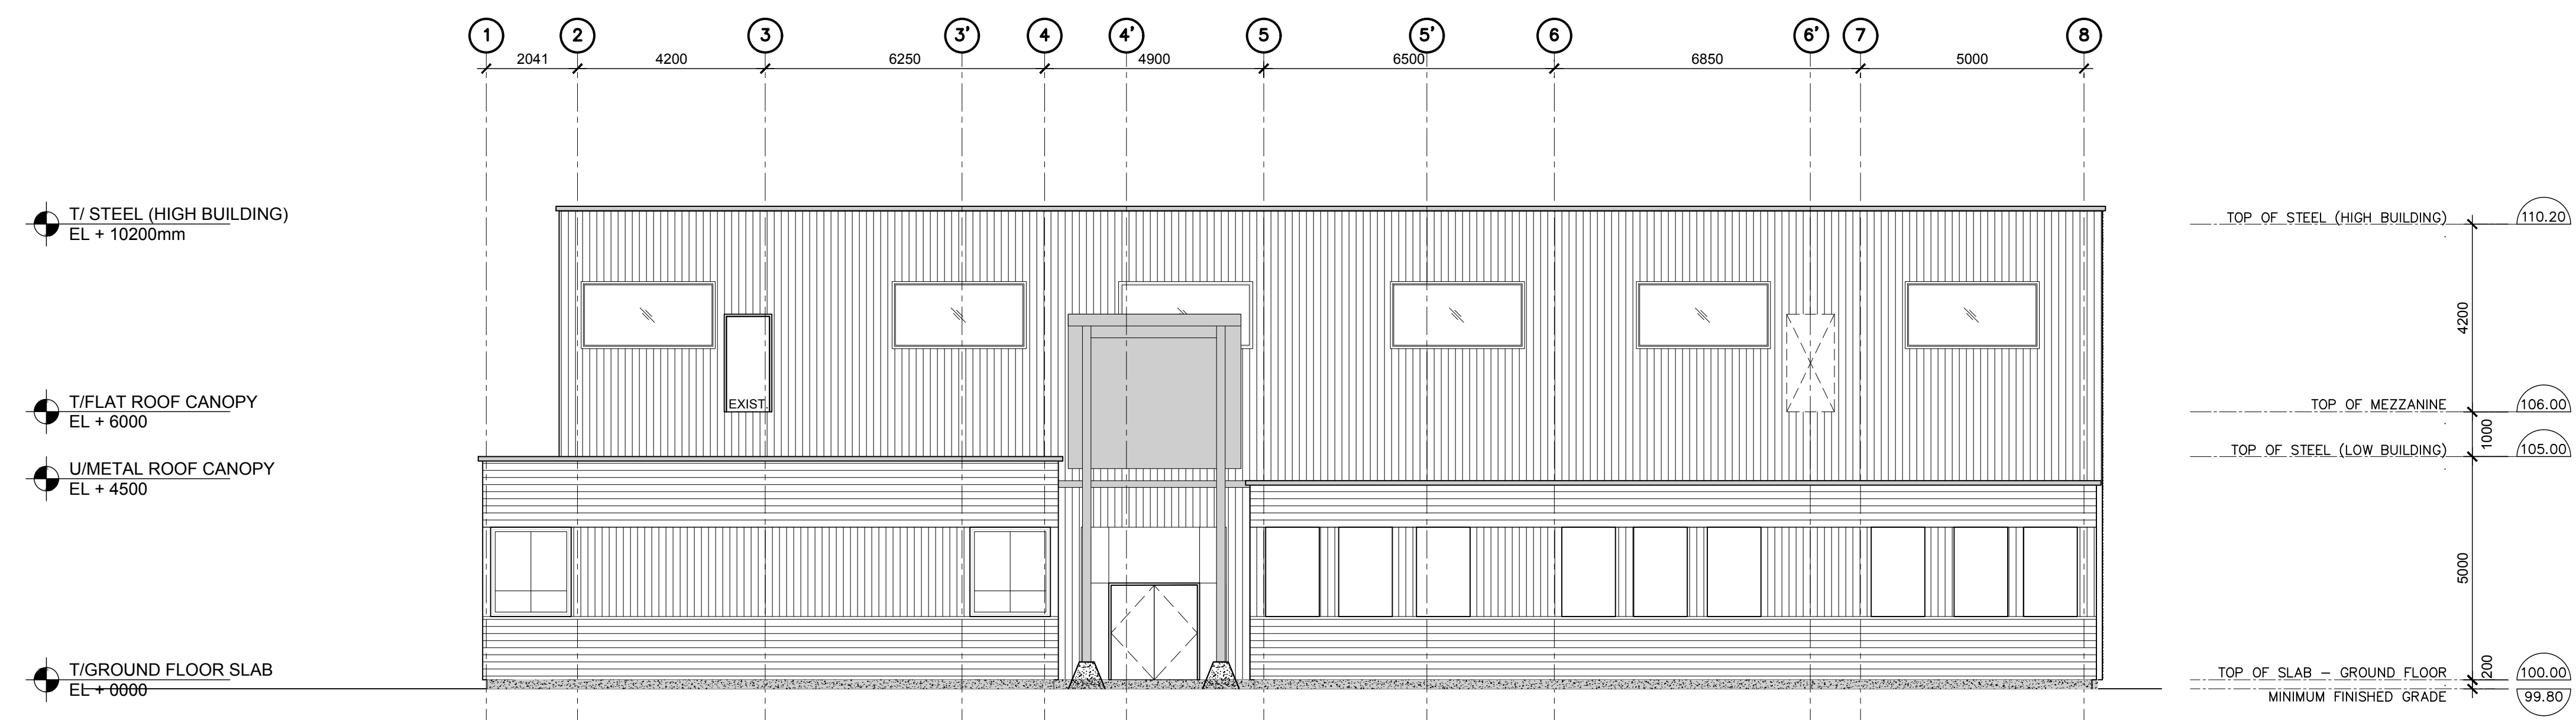 1 2 3 3' 4 4' 5 5' 6 6' 7 8
2041 4200 6250 4900 6500 6850 5000
T/ STEEL (HIGH BUILDING)
EL + 10200mm
TOP OF STEEL (HIGH BUILDING) 110.20
4200
T/FLAT ROOF CANOPY
EL + 6000
EXIST.
TOP OF MEZZANINE 106.00
1000
U/METAL ROOF CANOPY
EL + 4500
TOP OF STEEL (LOW BUILDING) 105.00
5000
T/GROUND FLOOR SLAB
EL + 0000
TOP OF SLAB – GROUND FLOOR 100.00
200
MINIMUM FINISHED GRADE 99.80